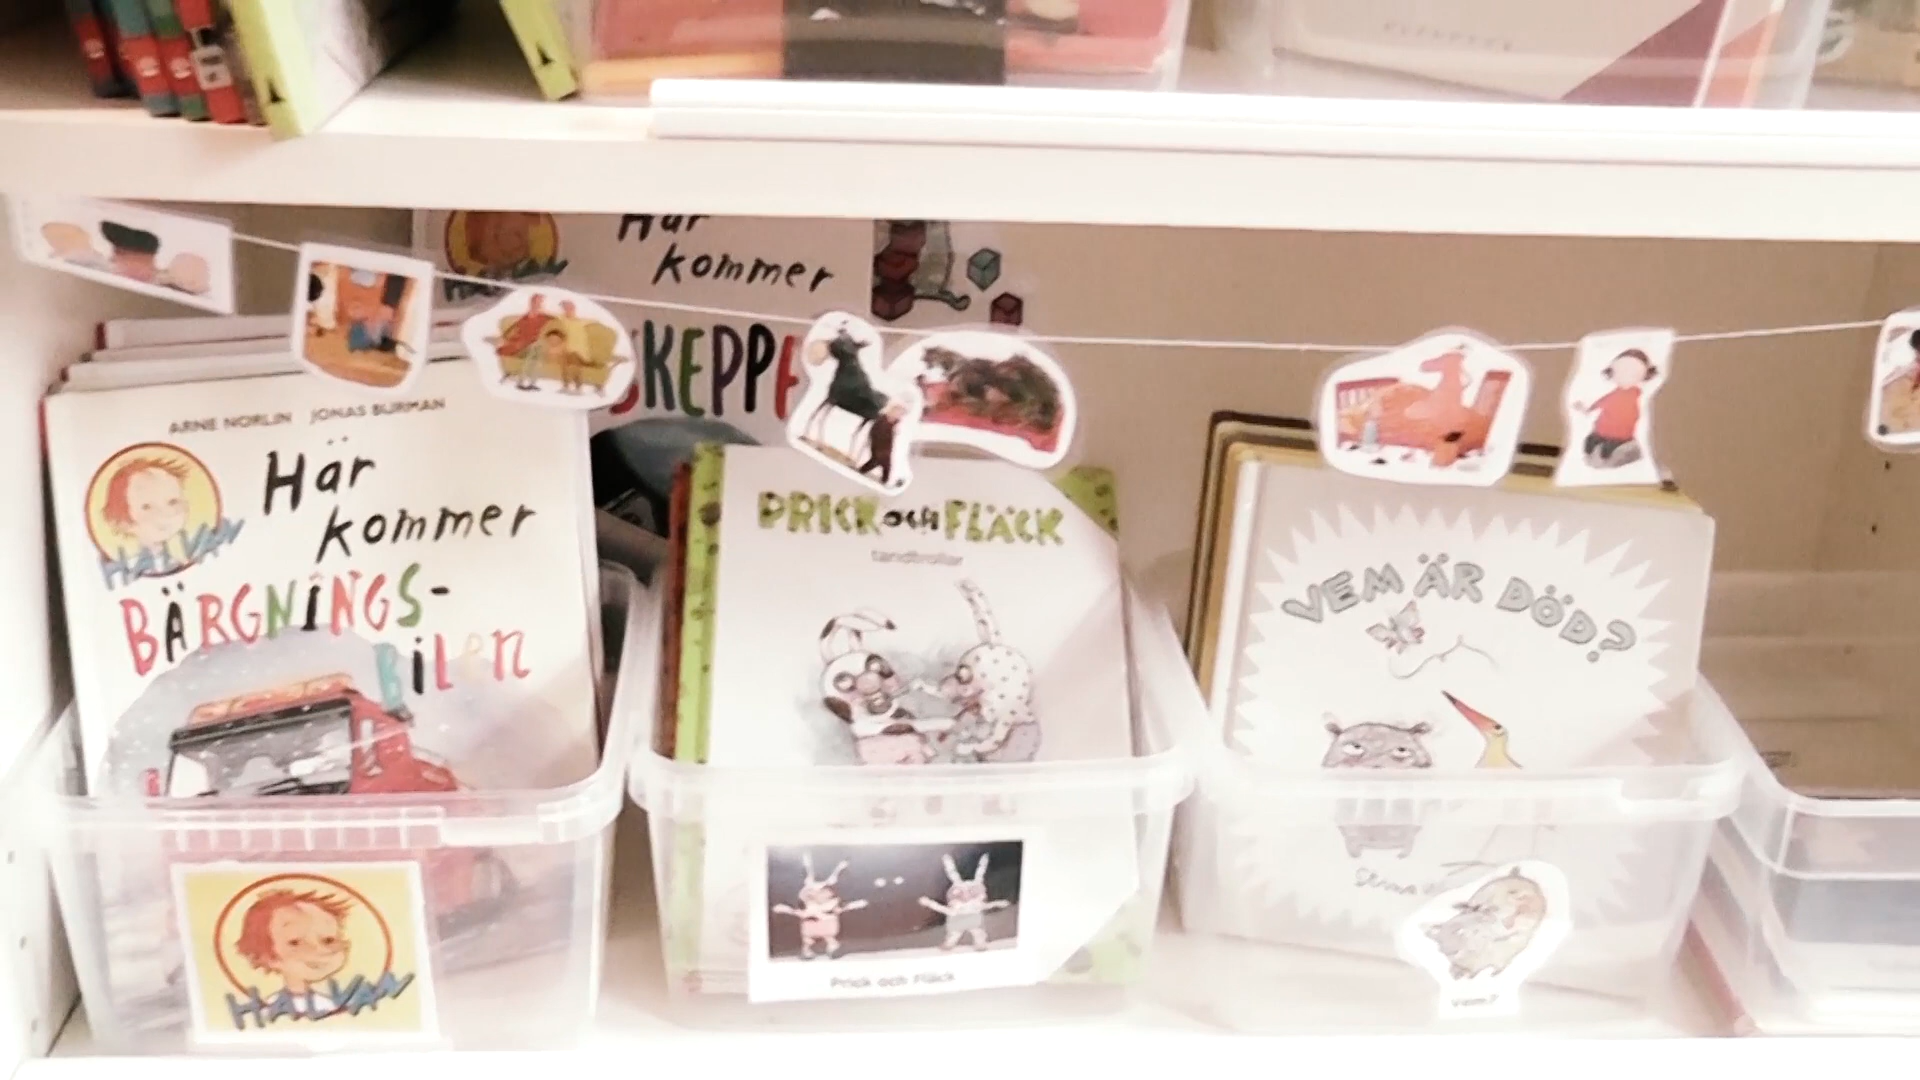 Här
kommer
SKEPPE
ARNE NORLIN JONAS BURMAN
Här
kommer
HALVAN
BÄRGNINGS-
BiLEn
PRICK och FLÄCK
tandtrollar
VEM ÄR DÖD?
Stina
HALVAN
Prick och Fläck
Vem?